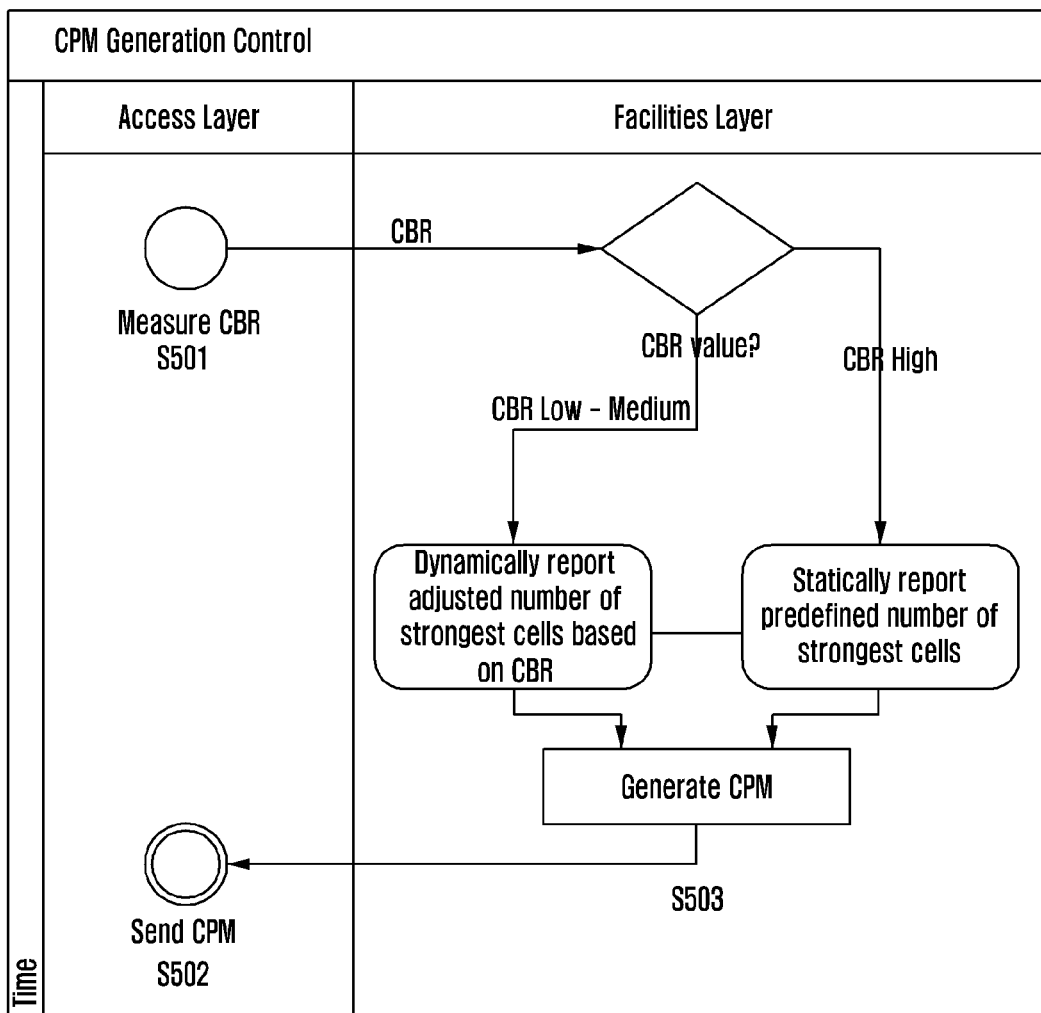 CPM Generation Control
Access Layer
Facilities Layer
CBR
Measure CBR
S501
CBR value?
CBR High
CBR Low - Medium
Dynamically report
adjusted number of
strongest cells based
on CBR
Statically report
predefined number of
strongest cells
Generate CPM
S503
Send CPM
S502
Time